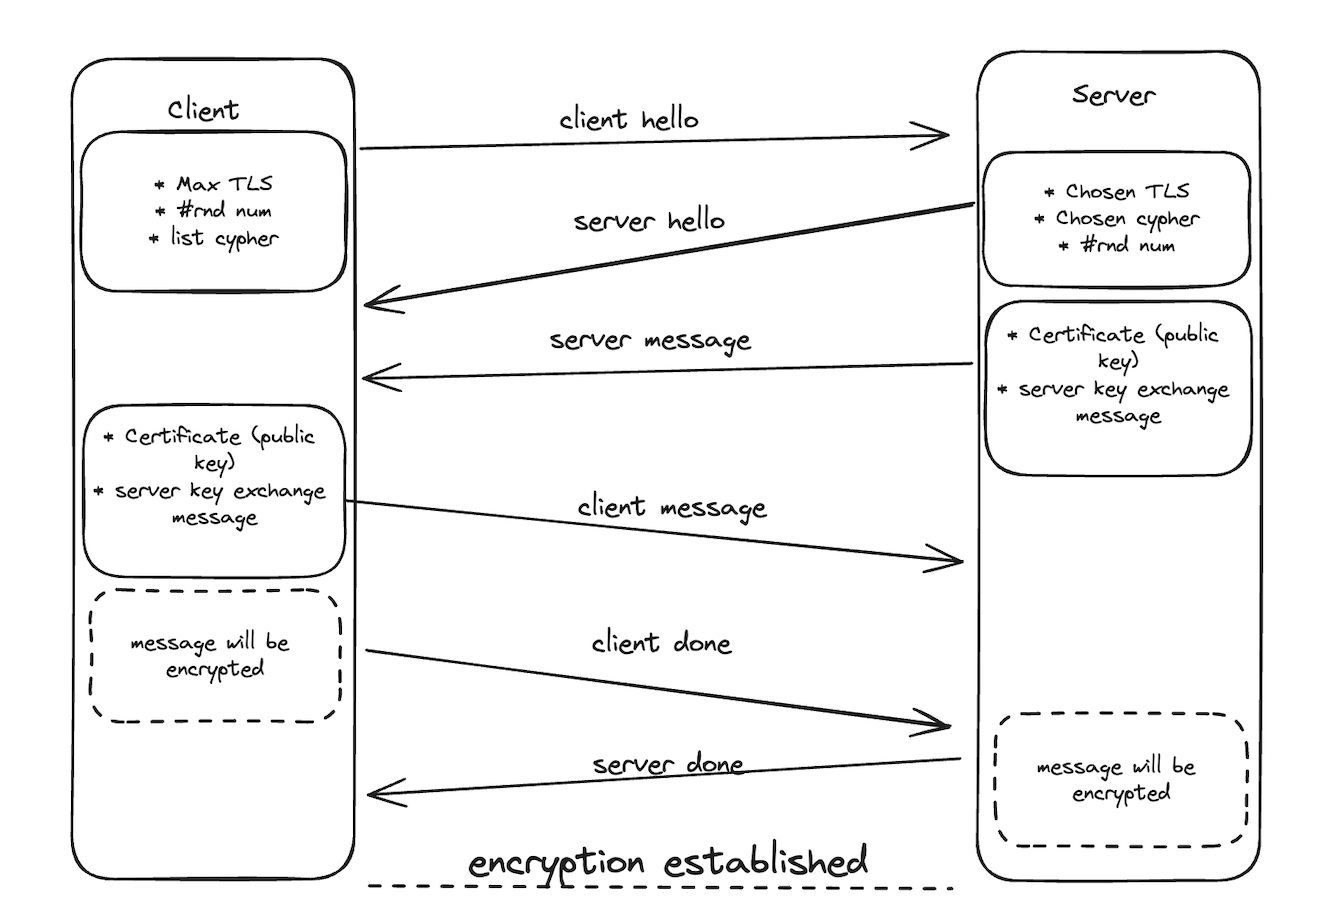 Client
* Max TLS
* #rnd num
* list cypher
* Certificate (public
key)
* server key exchange
message
message will be
encrypted
client hello
server hello
server message
client message
client done
server done
encryption established
Server
* Chosen TLS
* Chosen cypher
* #rnd num
* Certificate (public
key)
* server key exchange
message
message will be
encrypted